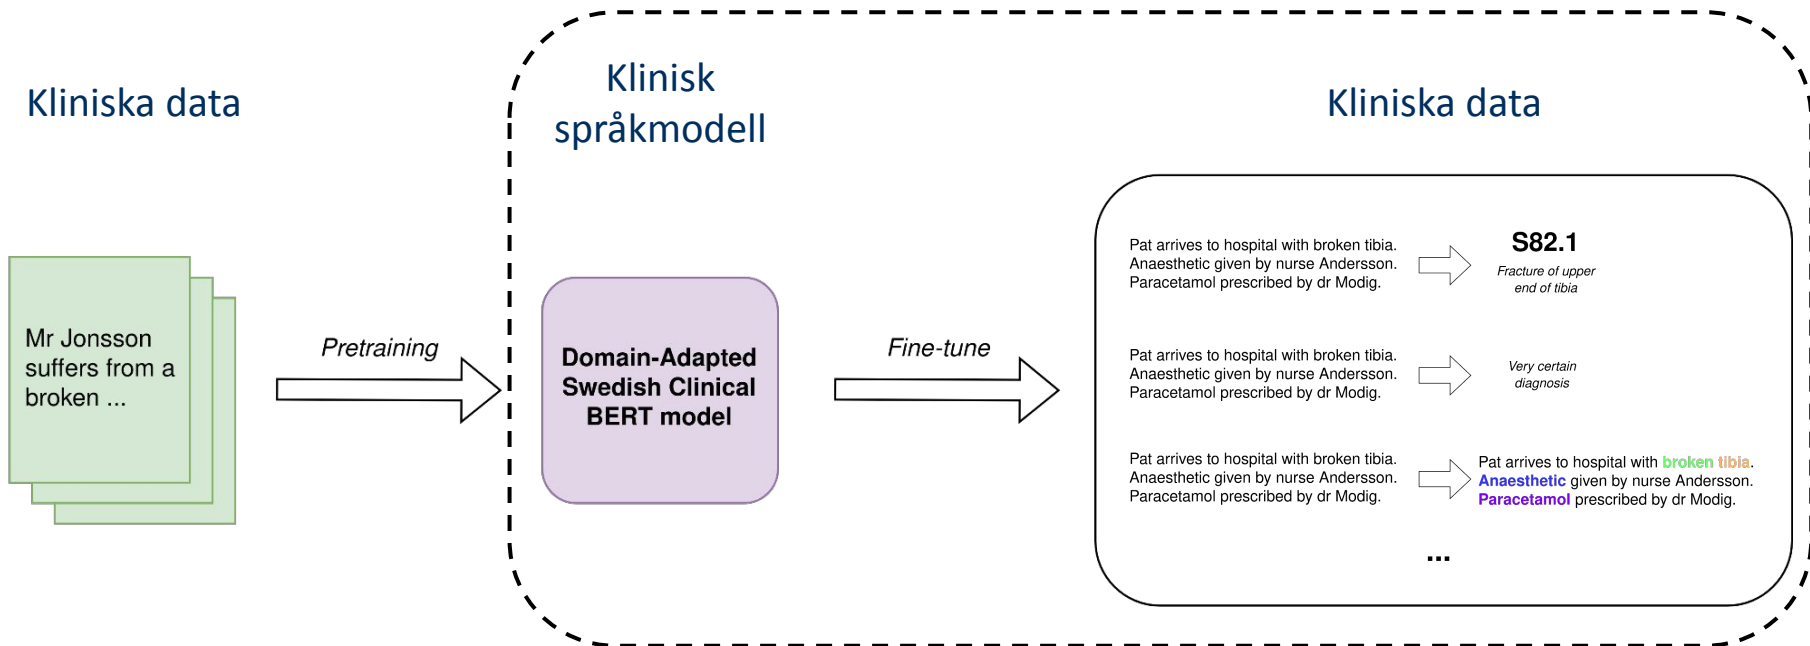 Kliniska data
Mr Jonsson
suffers from a
broken ...
Pretraining
Klinisk
språkmodell
Domain-Adapted
Swedish Clinical
BERT model
Fine-tune
Kliniska data
Pat arrives to hospital with broken tibia.
Anaesthetic given by nurse Andersson.
Paracetamol prescribed by dr Modig.
S82.1
Fracture of upper
end of tibia
Pat arrives to hospital with broken tibia.
Anaesthetic given by nurse Andersson.
Paracetamol prescribed by dr Modig.
Very certain
diagnosis
Pat arrives to hospital with broken tibia.
Anaesthetic given by nurse Andersson.
Paracetamol prescribed by dr Modig.
Pat arrives to hospital with broken tibia.
Anaesthetic given by nurse Andersson.
Paracetamol prescribed by dr Modig.
...